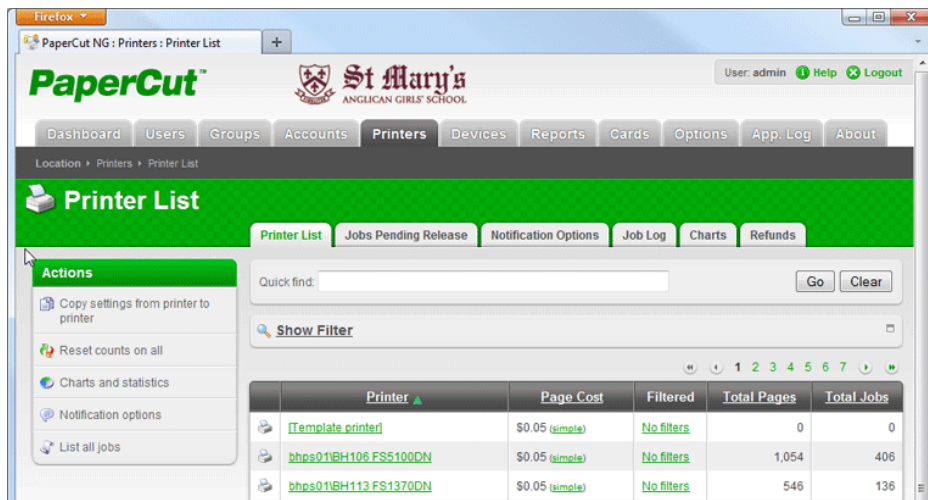 Firefox
PaperCut NG : Printers : Printer List
PaperCut™
St Mary's
ANGLICAN GIRLS' SCHOOL
User: admin Help Logout
Dashboard Users Groups Accounts Printers Devices Reports Cards Options App. Log About
Location Printers Printer List
Printer List
Printer List Jobs Pending Release Notification Options Job Log Charts Refunds
Actions
Copy settings from printer to
printer
Reset counts on all
Charts and statistics
Notification options
List all jobs
Quick find: Go Clear
Show Filter
1 2 3 4 5 6 7
Printer Page Cost Filtered Total Pages Total Jobs
[Template printer] $0.05 (simple) No filters 0 0
bhps01\BH106 FS5100DN $0.05 (simple) No filters 1,054 406
bhps01\BH113 FS1370DN $0.05 (simple) No filters 546 136